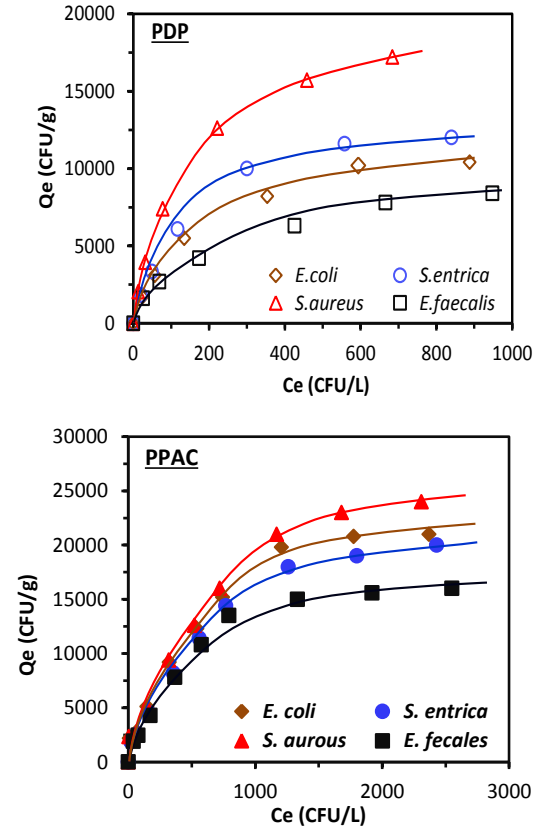 PDP
20000
15000
10000
5000
0
Qe (CFU/g)
E.coli S.entrica
S.aureus E.faecalis
0 200 400 600 800 1000
Ce (CFU/L)
PPAC
30000
25000
20000
15000
10000
5000
0
Qe (CFU/g)
E. coli S. entrica
S. aurous E. fecales
0 1000 2000 3000
Ce (CFU/L)